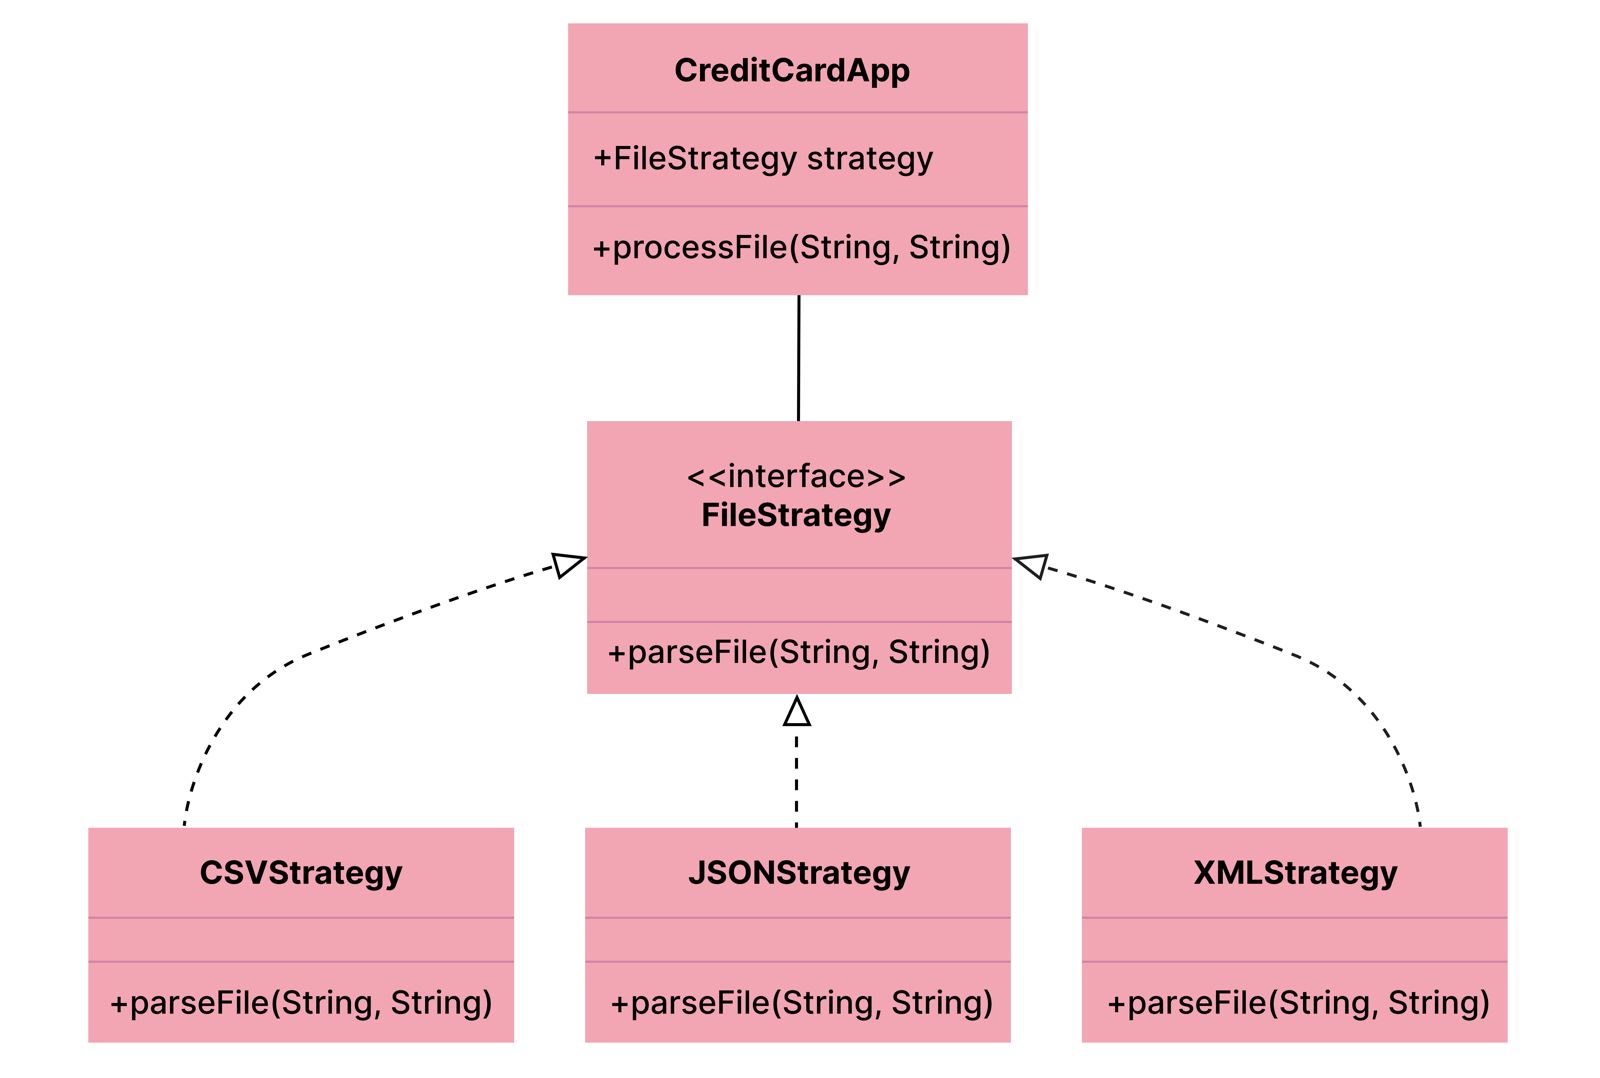 CreditCardApp
+FileStrategy strategy
+processFile(String, String)
<<interface>>
FileStrategy
+parseFile(String, String)
CSVStrategy
+parseFile(String, String)
JSONStrategy
+parseFile(String, String)
XMLStrategy
+parseFile(String, String)